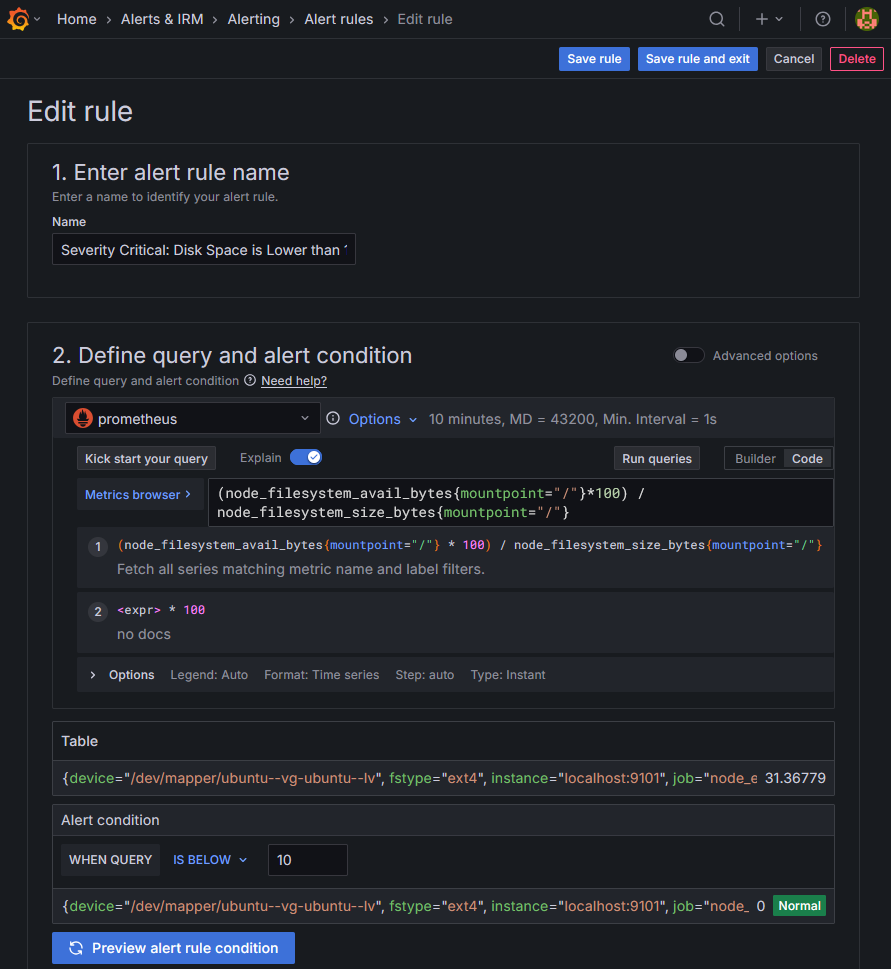 Home › Alerts & IRM › Alerting › Alert rules › Edit rule
Save rule Save rule and exit Cancel Delete
Edit rule
1. Enter alert rule name
Enter a name to identify your alert rule.
Name
Severity Critical: Disk Space is Lower than
2. Define query and alert condition
Advanced options
Define query and alert condition Need help?
prometheus Options 10 minutes, MD = 43200, Min. Interval = 1s
Kick start your query Explain Run queries Builder Code
Metrics browser > (node_filesystem_avail_bytes{mountpoint="/"}*100) /
node_filesystem_size_bytes{mountpoint="/"}
1 (node_filesystem_avail_bytes{mountpoint="/"} * 100) / node_filesystem_size_bytes{mountpoint="/"}
Fetch all series matching metric name and label filters.
2 <expr> * 100
no docs
> Options Legend: Auto Format: Time series Step: auto Type: Instant
Table
{device="/dev/mapper/ubuntu--vg-ubuntu--lv", fstype="ext4", instance="localhost:9101", job="node_e 31.36779
Alert condition
WHEN QUERY IS BELOW 10
{device="/dev/mapper/ubuntu--vg-ubuntu--lv", fstype="ext4", instance="localhost:9101", job="node_ 0 Normal
Preview alert rule condition